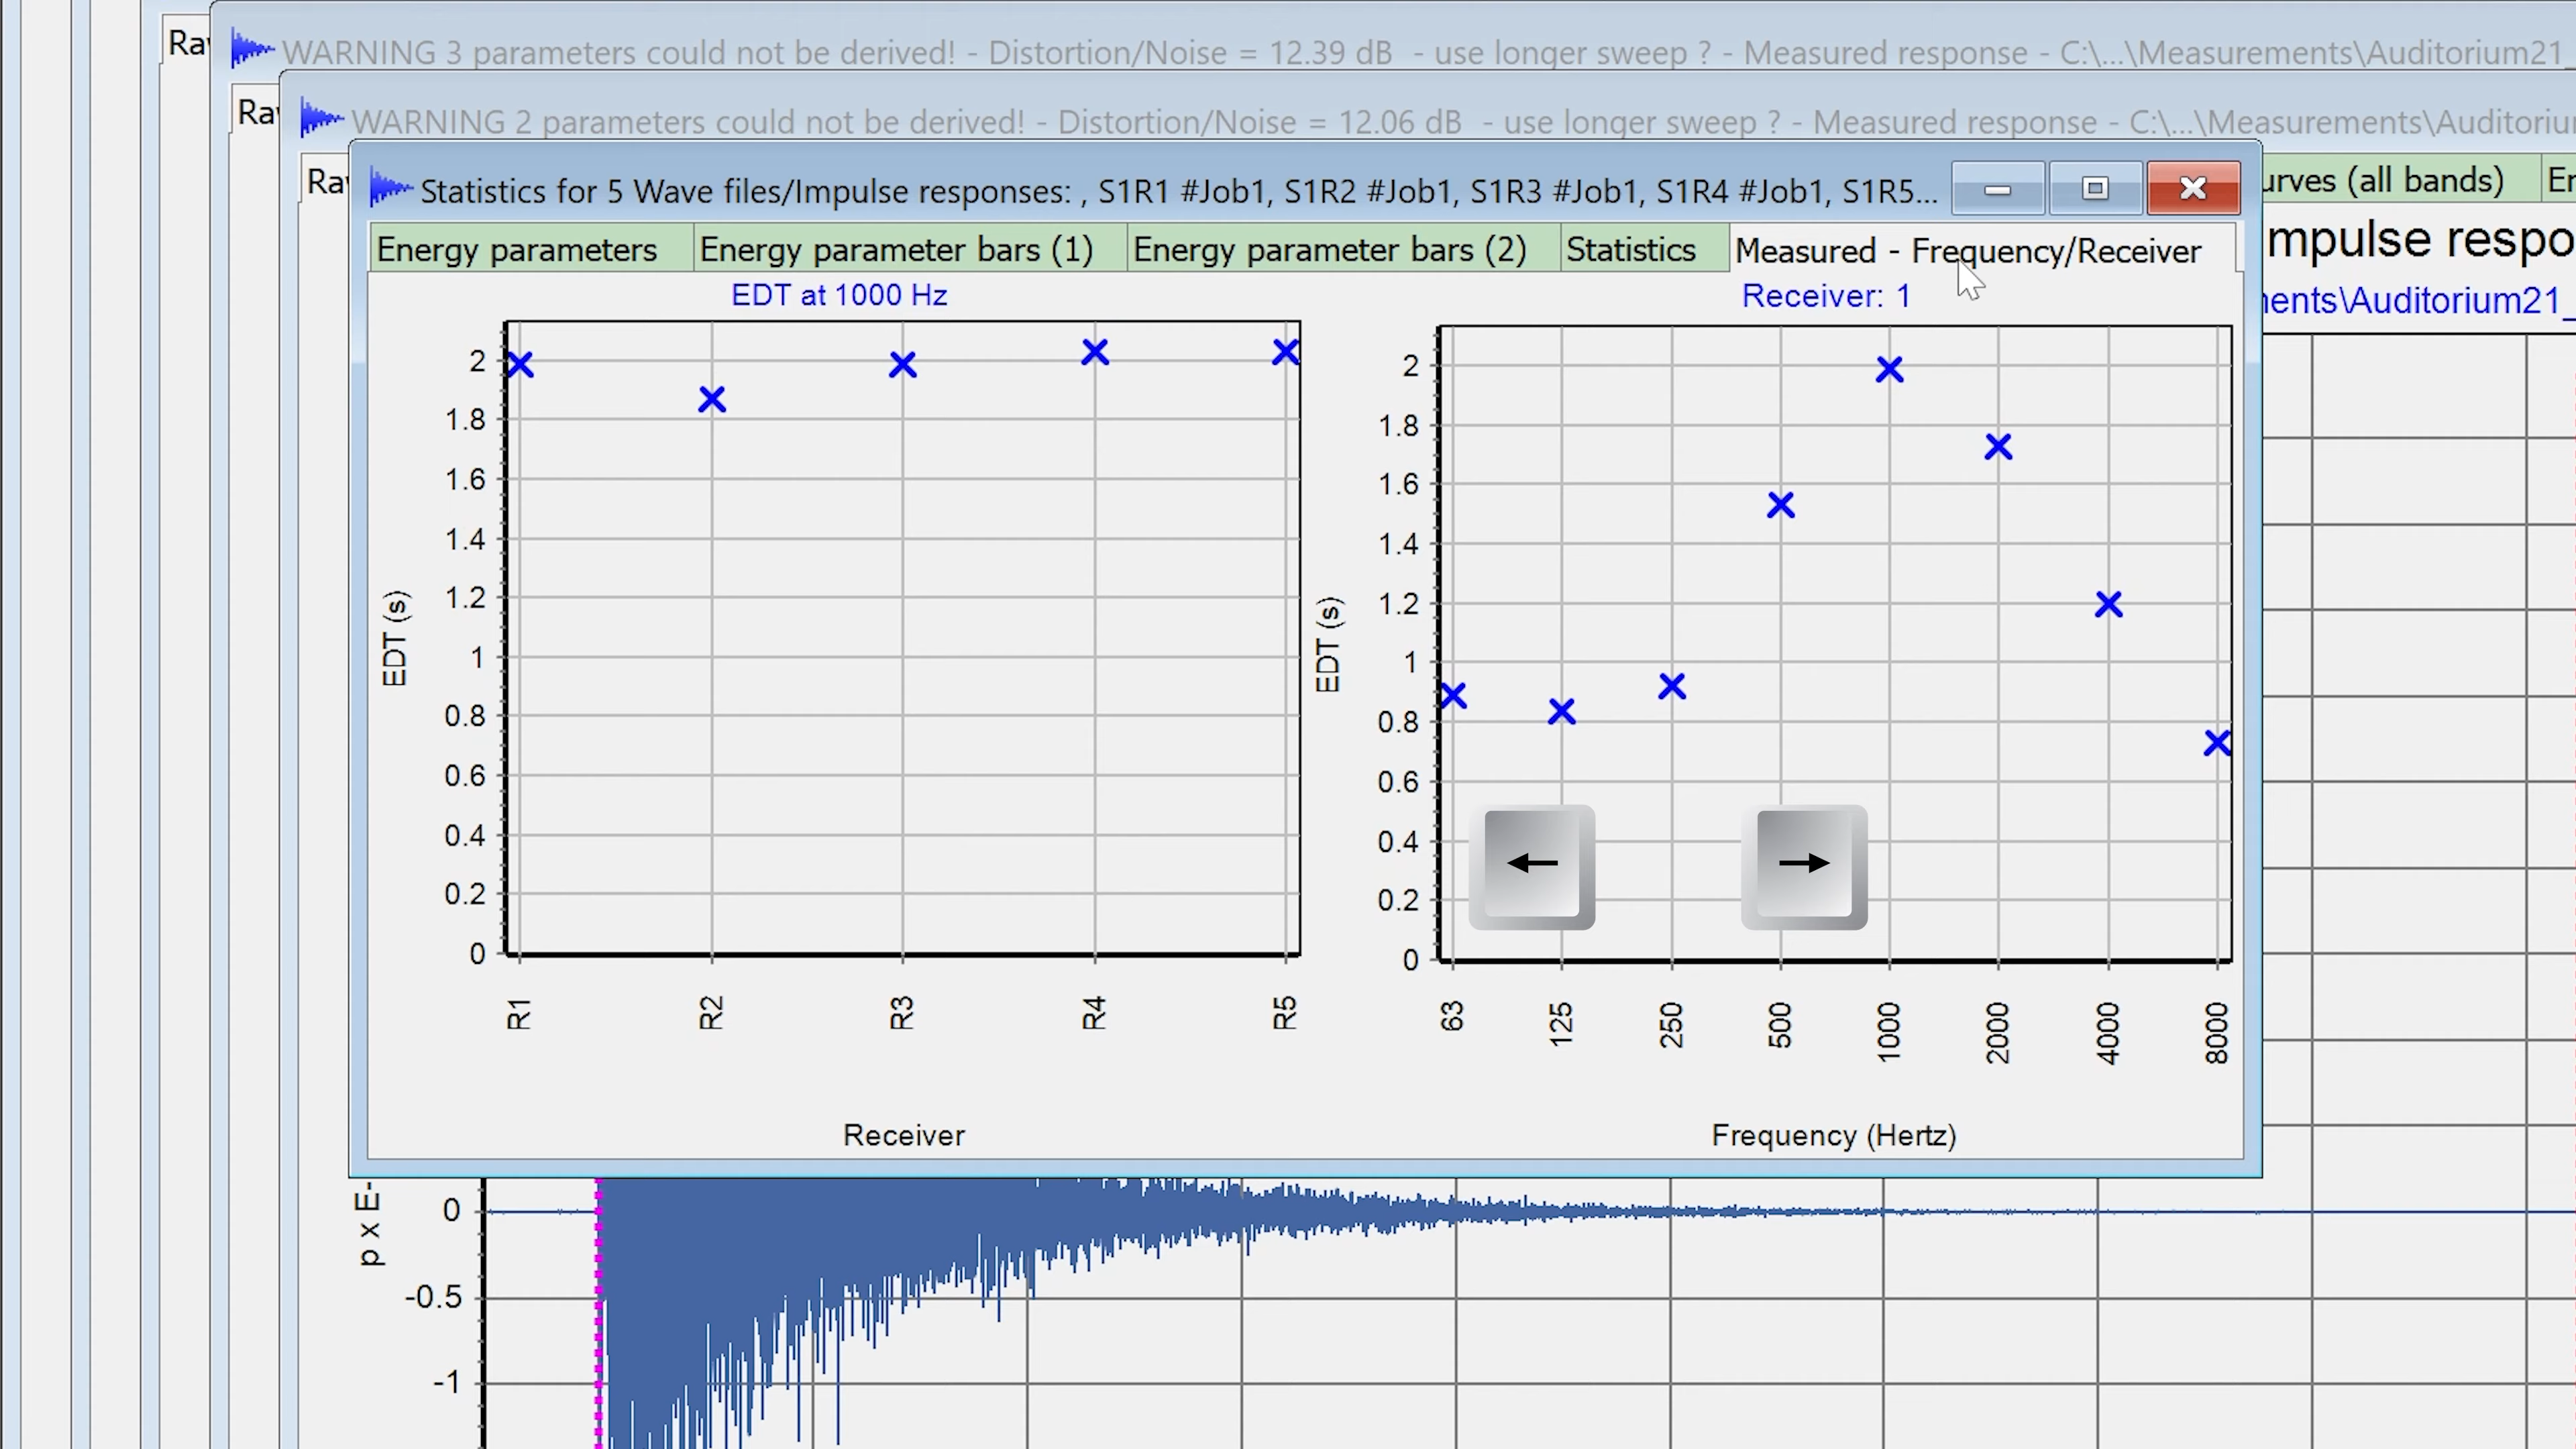 Ra
WARNING 3 parameters could not be derived! - Distortion/Noise = 12.39 dB - use longer sweep ? - Measured response - C:\...\Measurements\Auditorium21_
Ra
WARNING 2 parameters could not be derived! - Distortion/Noise = 12.06 dB - use longer sweep ? - Measured response - C:\...\Measurements\Auditoriu
Ra
Statistics for 5 Wave files/Impulse responses: , S1R1 #Job1, S1R2 #Job1, S1R3 #Job1, S1R4 #Job1, S1R5...
urves (all bands)
Er
Energy parameters
Energy parameter bars (1)
Energy parameter bars (2)
Statistics
Measured - Frequency/Receiver
mpulse respo
ents\Auditorium21_
EDT at 1000 Hz
2
1.8
1.6
1.4
1.2
1
0.8
0.6
0.4
0.2
0
EDT (s)
R1
R2
R3
R4
R5
Receiver
Receiver: 1
2
1.8
1.6
1.4
1.2
1
0.8
0.6
0.4
0.2
0
EDT (s)
←
→
63
125
250
500
1000
2000
4000
8000
Frequency (Hertz)
p x E-
0
-0.5
-1